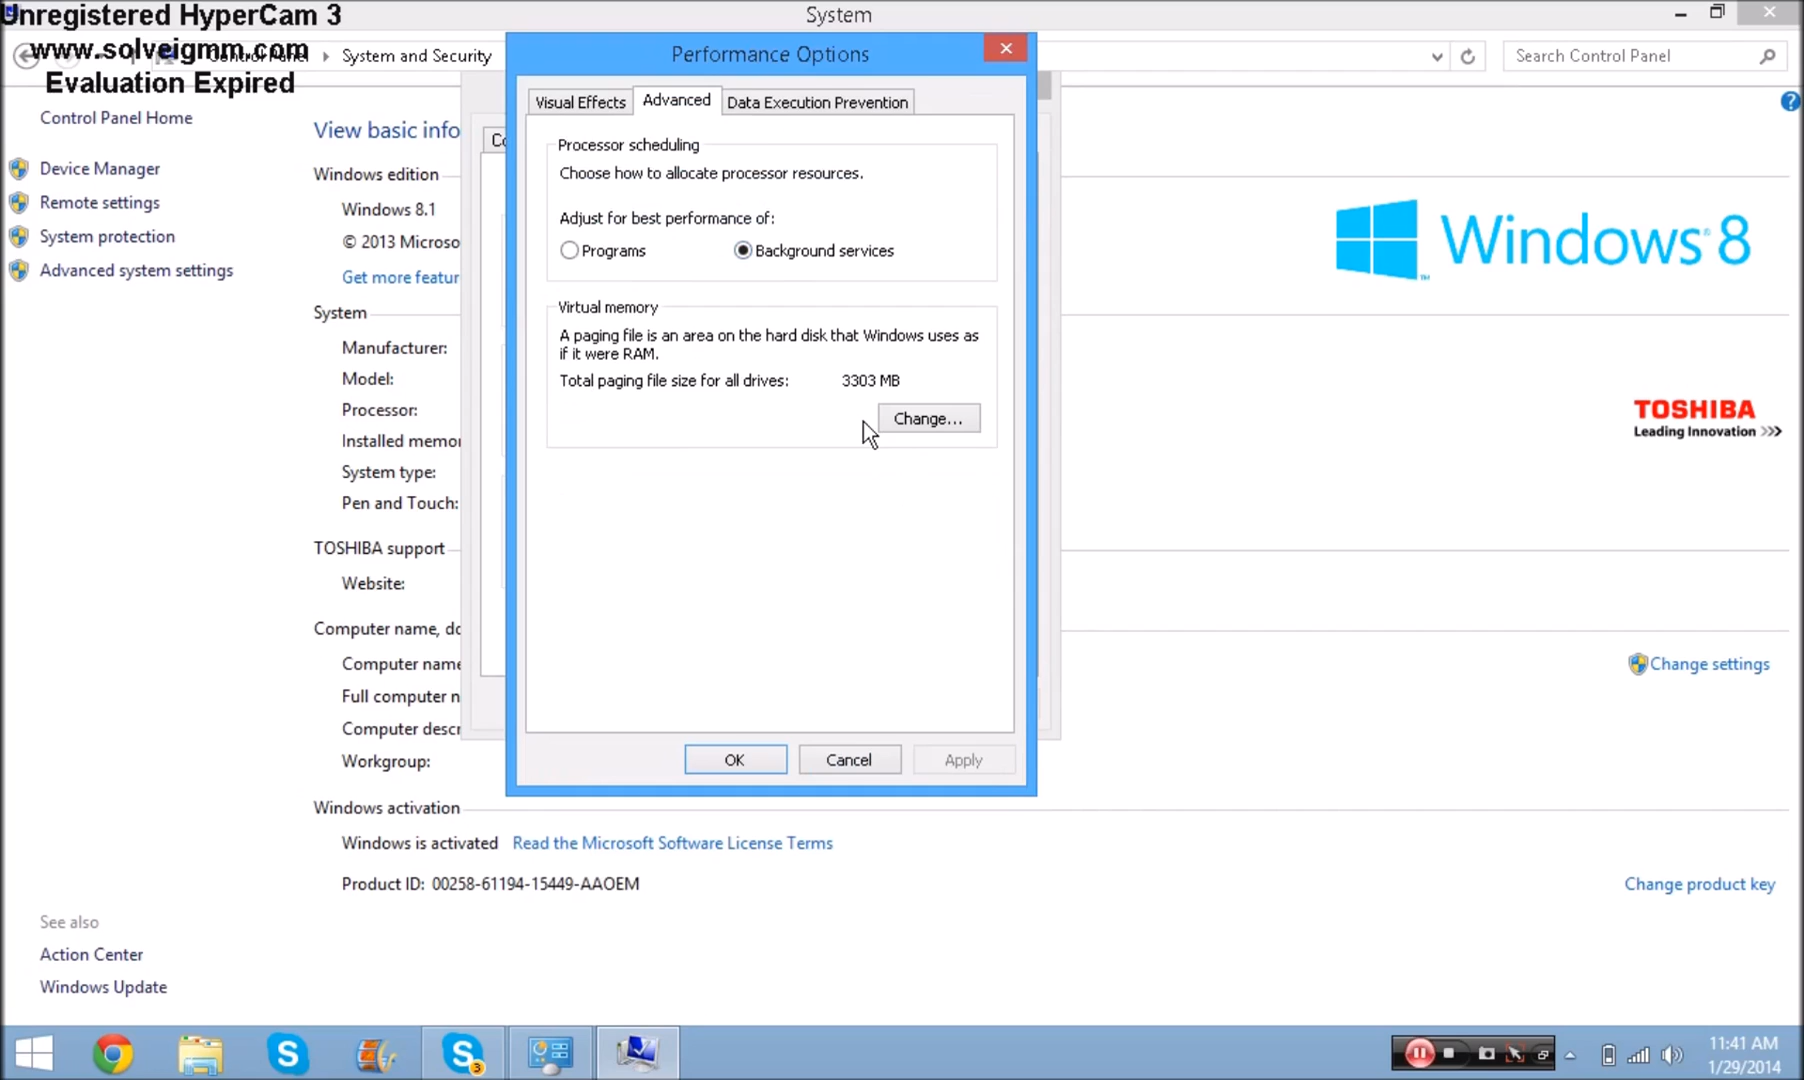 Unregistered HyperCam 3
www.solveigmm.com
Evaluation Expired
System
System and Security
Search Control Panel
Control Panel Home
Device Manager
Remote settings
System protection
Advanced system settings
View basic info
Windows edition
Windows 8.1
© 2013 Microso
Get more featur
System
Manufacturer:
Model:
Processor:
Installed memor
System type:
Pen and Touch:
TOSHIBA support
Website:
Computer name, do
Computer name
Full computer n
Computer descr
Workgroup:
Windows activation
Windows is activated Read the Microsoft Software License Terms
Product ID: 00258-61194-15449-AAOEM
See also
Action Center
Windows Update
Performance Options
Visual Effects
Advanced
Data Execution Prevention
Processor scheduling
Choose how to allocate processor resources.
Adjust for best performance of:
Programs
Background services
Virtual memory
A paging file is an area on the hard disk that Windows uses as
if it were RAM.
Total paging file size for all drives: 3303 MB
Change...
OK
Cancel
Apply
Windows 8
TOSHIBA
Leading Innovation >>>
Change settings
Change product key
3
11:41 AM
1/29/2014